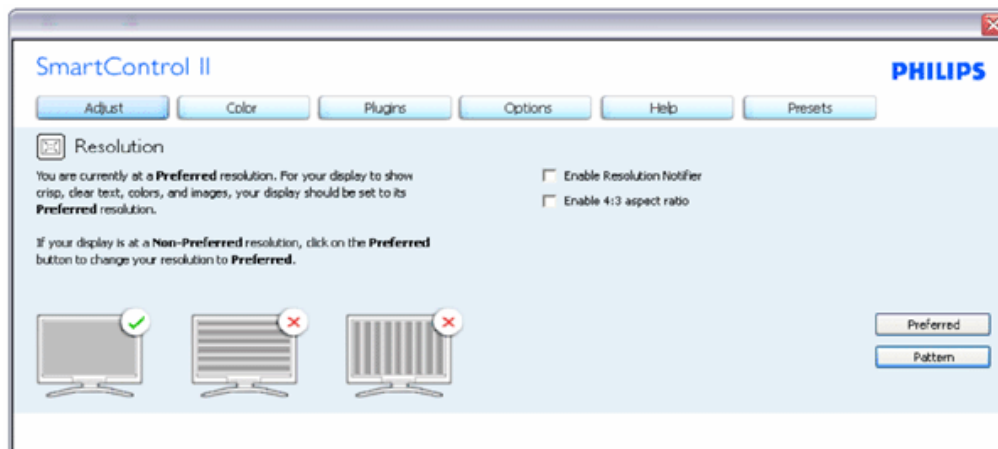 SmartControl II
PHILIPS
Adjust
Color
Plugins
Options
Help
Presets
Resolution
You are currently at a Preferred resolution. For your display to show
crisp, clear text, colors, and images, your display should be set to its
Preferred resolution.
If your display is at a Non-Preferred resolution, click on the Preferred
button to change your resolution to Preferred.
Enable Resolution Notifier
Enable 4:3 aspect ratio
Preferred
Pattern